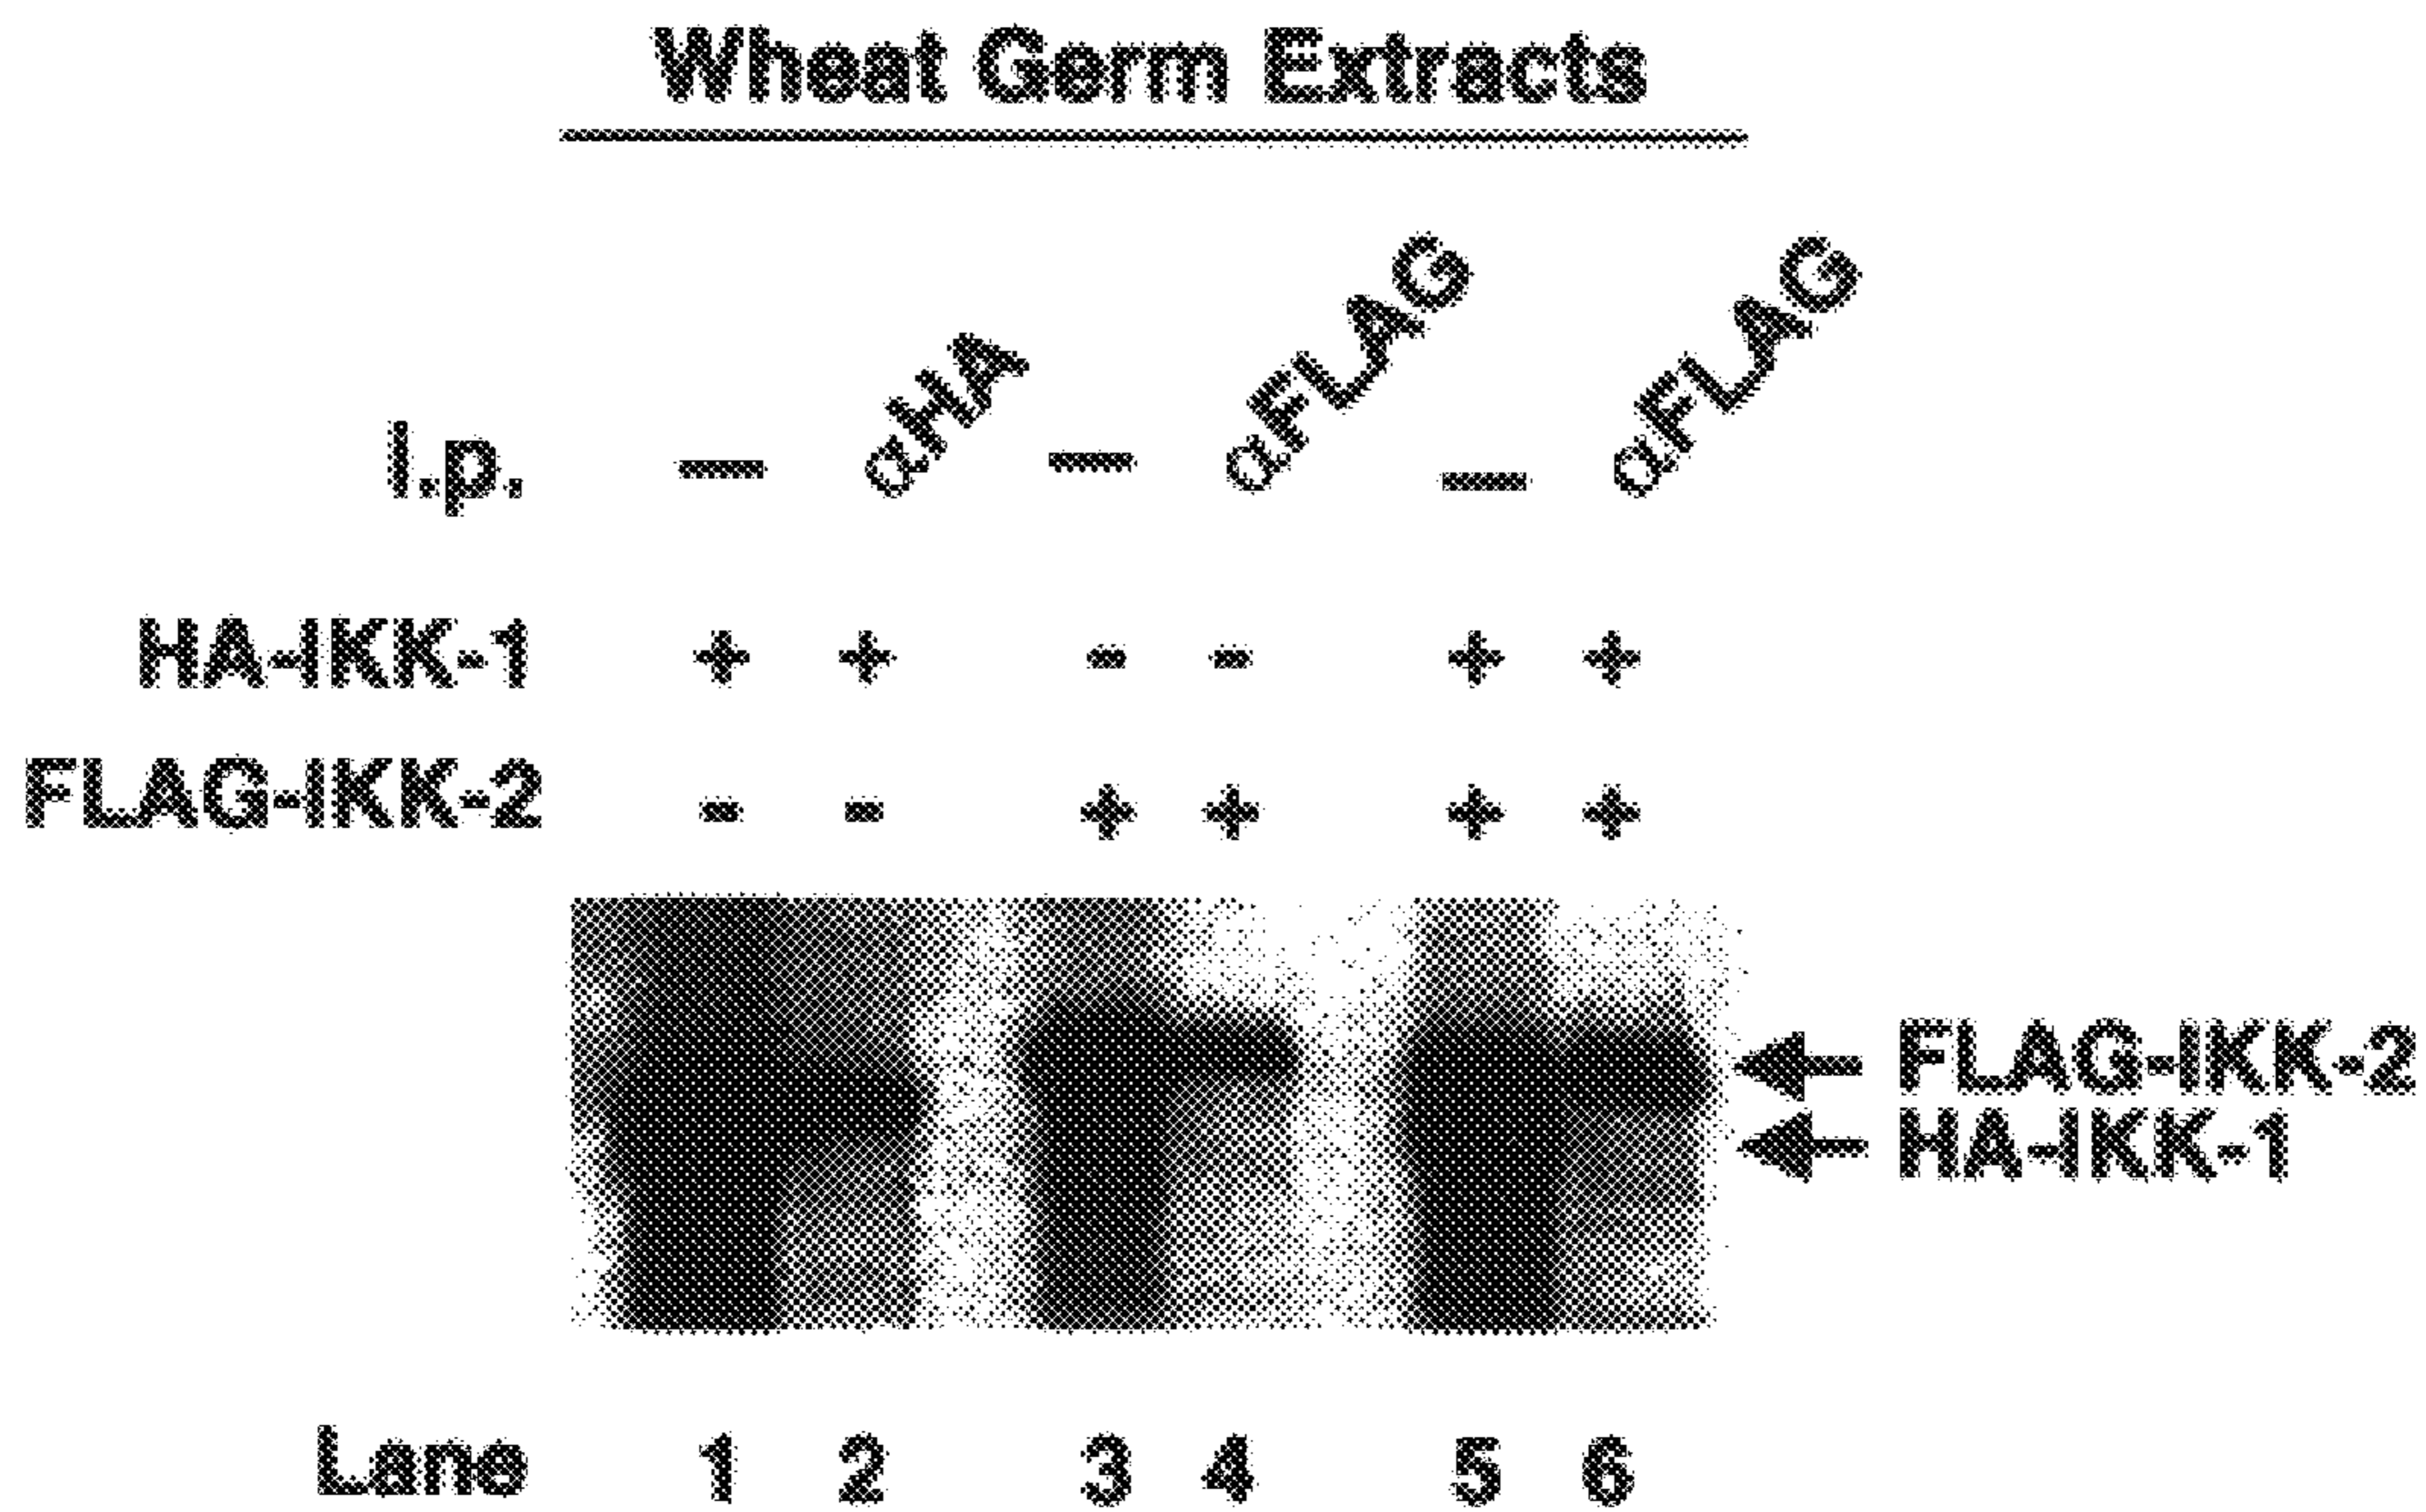 Wheat Germ Extracts
I.p. — αHA — αFLAG — αFLAG
HA-IKK-1 + + - - + +
FLAG-IKK-2 - - + + + +
FLAG-IKK-2
HA-IKK-1
Lane 1 2 3 4 5 6